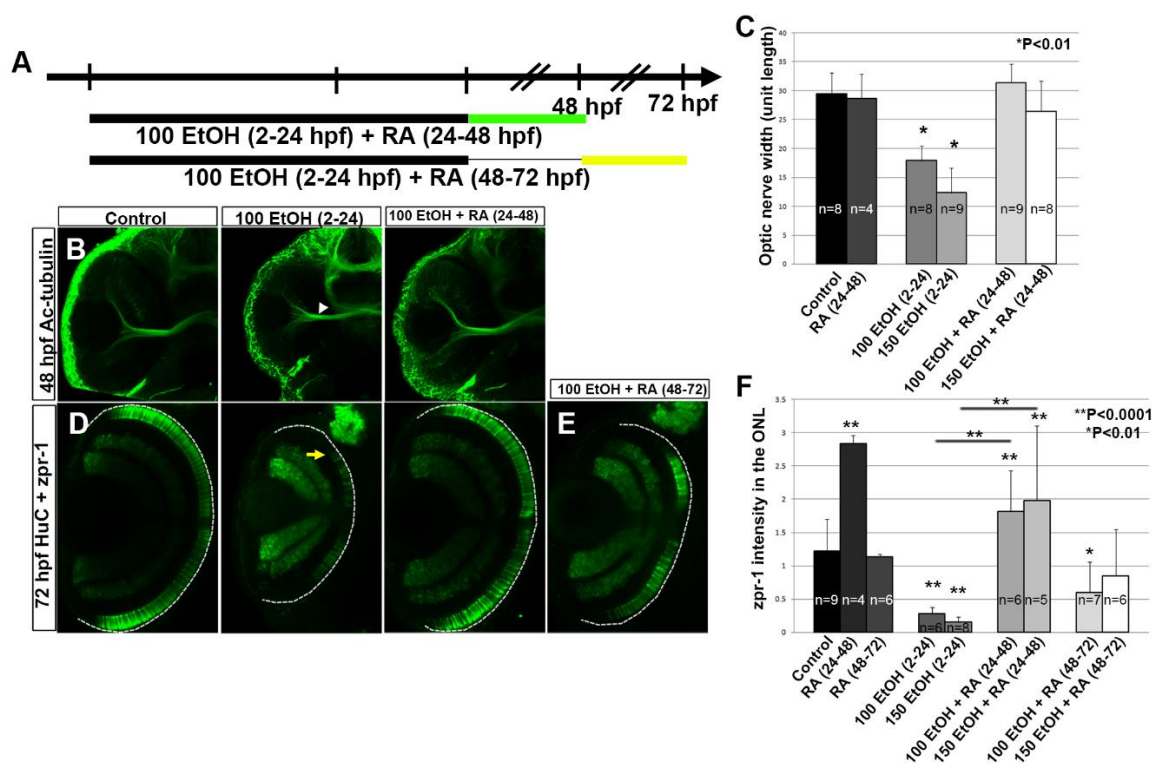 A
48 hpf
72 hpf
100 EtOH (2-24 hpf) + RA (24-48 hpf)
100 EtOH (2-24 hpf) + RA (48-72 hpf)
Control
100 EtOH (2-24)
100 EtOH + RA (24-48)
B
48 hpf Ac-tubulin
100 EtOH + RA (48-72)
D
E
72 hpf HuC + zpr-1
C
*P<0.01
Optic nerve width (unit length)
40
35
30
25
20
15
10
5
0
*
*
n=8
n=4
n=8
n=9
n=9
n=8
Control
RA (24-48)
100 EtOH (2-24)
150 EtOH (2-24)
100 EtOH + RA (24-48)
150 EtOH + RA (24-48)
F
**P<0.0001
*P<0.01
zpr-1 intensity in the ONL
3.5
3
2.5
2
1.5
1
0.5
0
**
**
**
**
**
**
**
*
n=9
n=4
n=6
n=6
n=8
n=6
n=5
n=7
n=6
Control
RA (24-48)
RA (48-72)
100 EtOH (2-24)
150 EtOH (2-24)
100 EtOH + RA (24-48)
150 EtOH + RA (24-48)
100 EtOH + RA (48-72)
150 EtOH + RA (48-72)